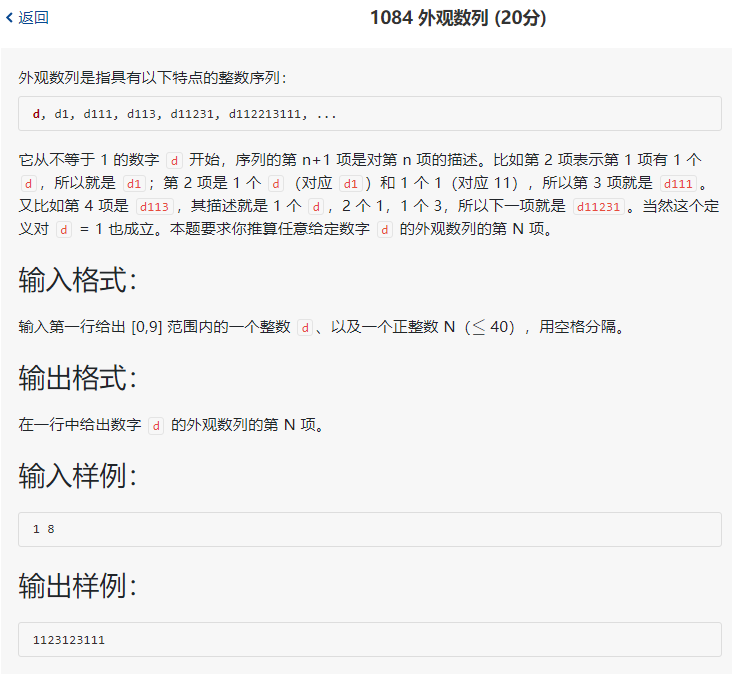 返回
1084 外观数列 (20分)
外观数列是指具有以下特点的整数序列：
d, d1, d111, d113, d11231, d112213111, ...
它从不等于 1 的数字 d 开始，序列的第 n+1 项是对第 n 项的描述。比如第 2 项表示第 1 项有 1 个
d，所以就是 d1；第 2 项是 1 个 d （对应 d1）和 1 个 1（对应 11），所以第 3 项就是 d111。
又比如第 4 项是 d113，其描述就是 1 个 d，2 个 1，1 个 3，所以下一项就是 d11231。当然这个定
义对 d = 1 也成立。本题要求你推算任意给定数字 d 的外观数列的第 N 项。
输入格式：
输入第一行给出 [0,9] 范围内的一个整数 d、以及一个正整数 N（≤ 40），用空格分隔。
输出格式：
在一行中给出数字 d 的外观数列的第 N 项。
输入样例：
1 8
输出样例：
1123123111